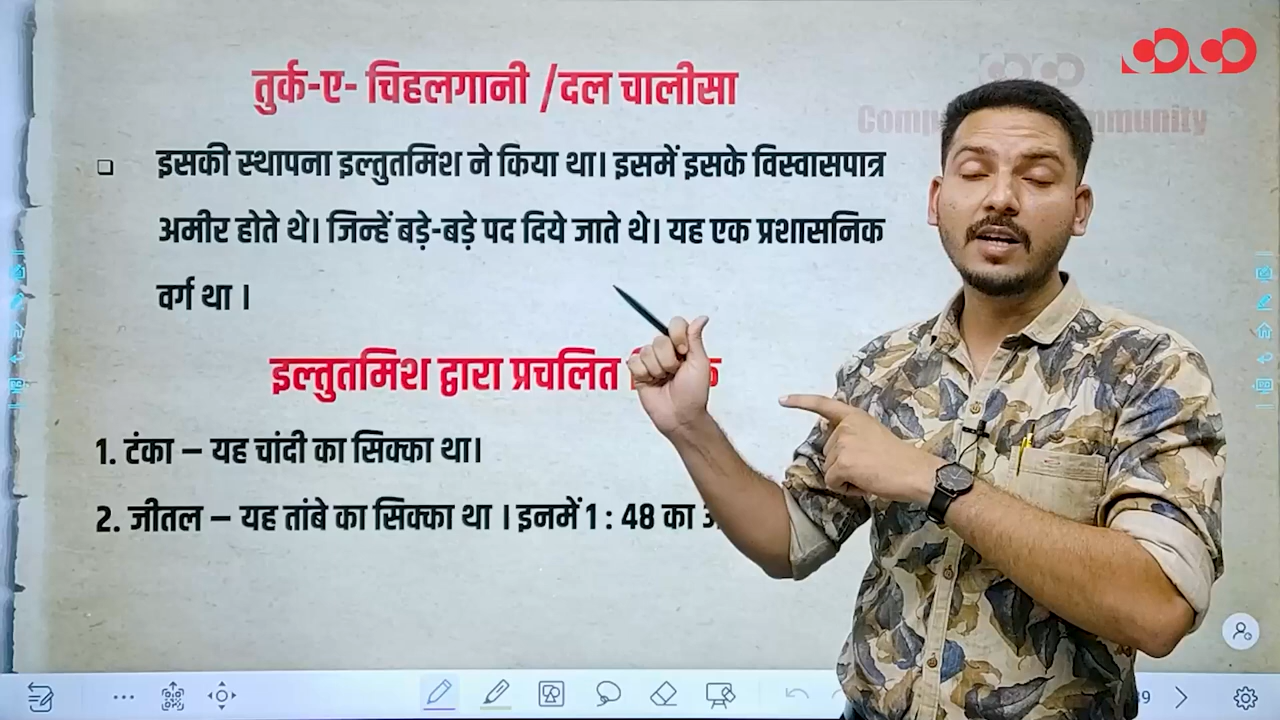 तुर्क-ए- चिहलगानी /दल चालीसा
इसकी स्थापना इल्तुतमिश ने किया था। इसमें इसके विस्वासपात्र
अमीर होते थे। जिन्हें बड़े-बड़े पद दिये जाते थे। यह एक प्रशासनिक
वर्ग था ।
इल्तुतमिश द्वारा प्रचलित
1. टंका – यह चांदी का सिक्का था।
2. जीतल – यह तांबे का सिक्का था । इनमें 1 : 48 का